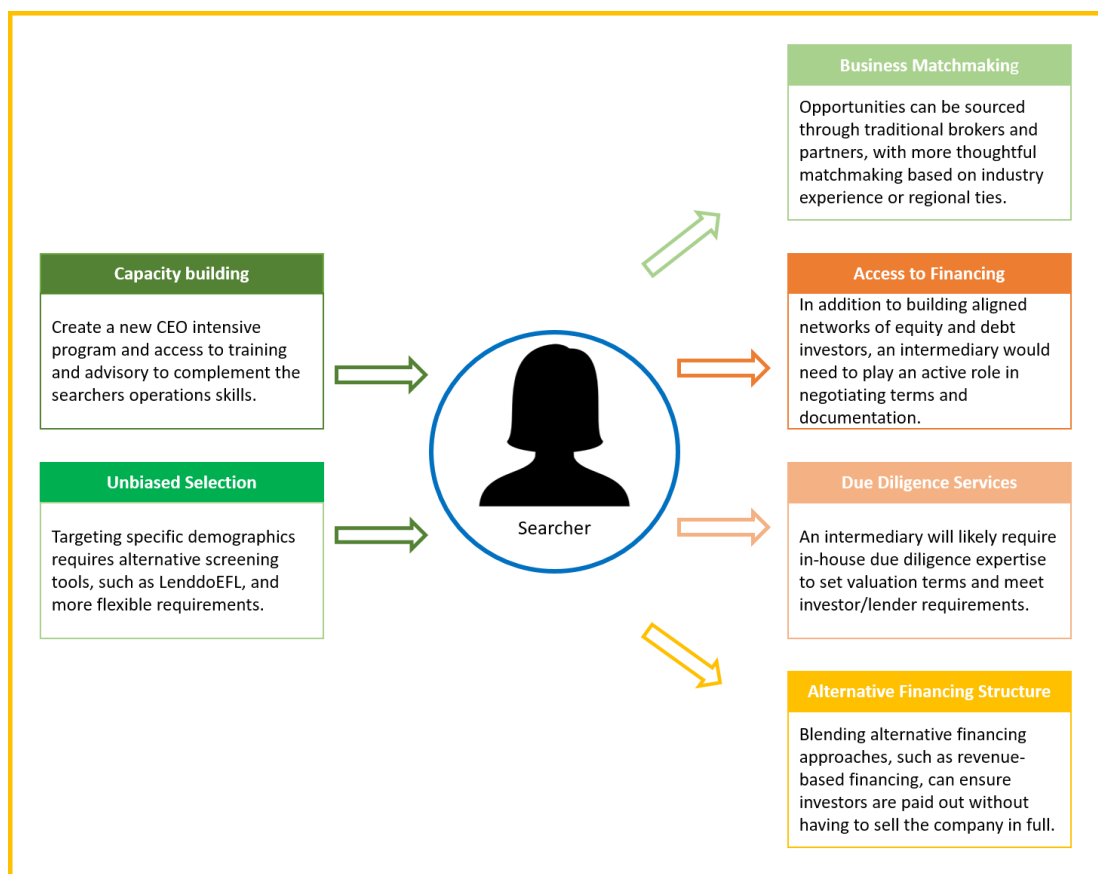 Business Matchmaking
Opportunities can be sourced
through traditional brokers and
partners, with more thoughtful
matchmaking based on industry
experience or regional ties.
Capacity building
Create a new CEO intensive
program and access to training
and advisory to complement the
searchers operations skills.
Access to Financing
In addition to building aligned
networks of equity and debt
investors, an intermediary would
need to play an active role in
negotiating terms and
documentation.
Unbiased Selection
Targeting specific demographics
requires alternative screening
tools, such as LenddoEFL, and
more flexible requirements.
Searcher
Due Diligence Services
An intermediary will likely require
in-house due diligence expertise
to set valuation terms and meet
investor/lender requirements.
Alternative Financing Structure
Blending alternative financing
approaches, such as revenue-
based financing, can ensure
investors are paid out without
having to sell the company in full.